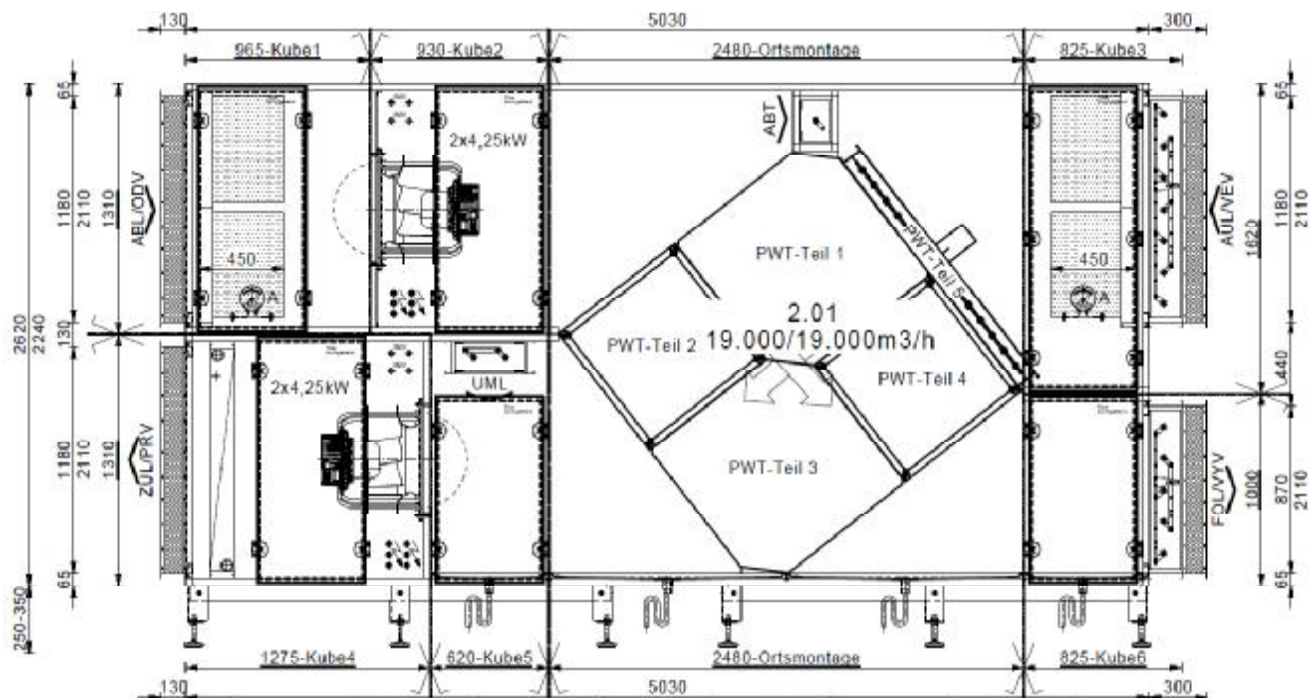 130 5030 300
965-Kube1 930-Kube2 2480-Ortsmontage 825-Kube3
65 65 65
ABT
2x4,25kW
1180 2110 1310 ABL/ODV AUL/VEV 1620 1180 2110
450 PWT-Teil 1 PWT-Teil 5 450
A A
2.01
2620 2240 130 PWT-Teil 2 19.000/19.000m3/h
440
2x4,25kW UML PWT-Teil 4
1180 2110 1310 ZUL/PRV PWT-Teil 3 FOL/VYV 1000 870 2110
65 65
250-350
1275-Kube4 620-Kube5 2480-Ortsmontage 825-Kube6
130 5030 300